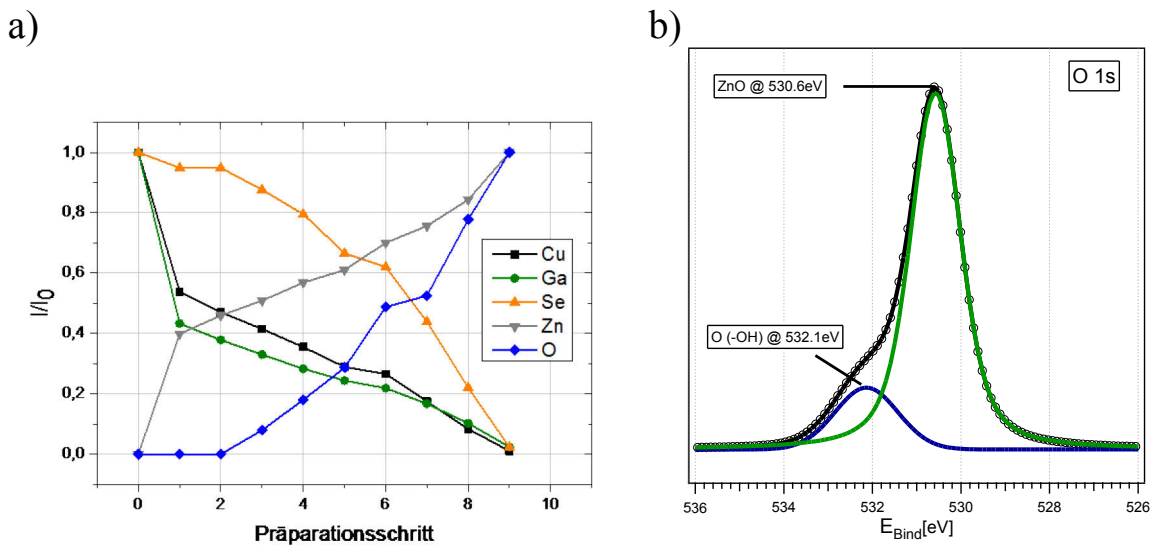 a)
1,0
0,8
0,6
0,4
0,2
0,0
I/I0
Cu
Ga
Se
Zn
O
0 2 4 6 8 10
Präparationsschritt
b)
ZnO @ 530.6eV
O 1s
O (-OH) @ 532.1eV
536 534 532 530 528 526
EBind[eV]